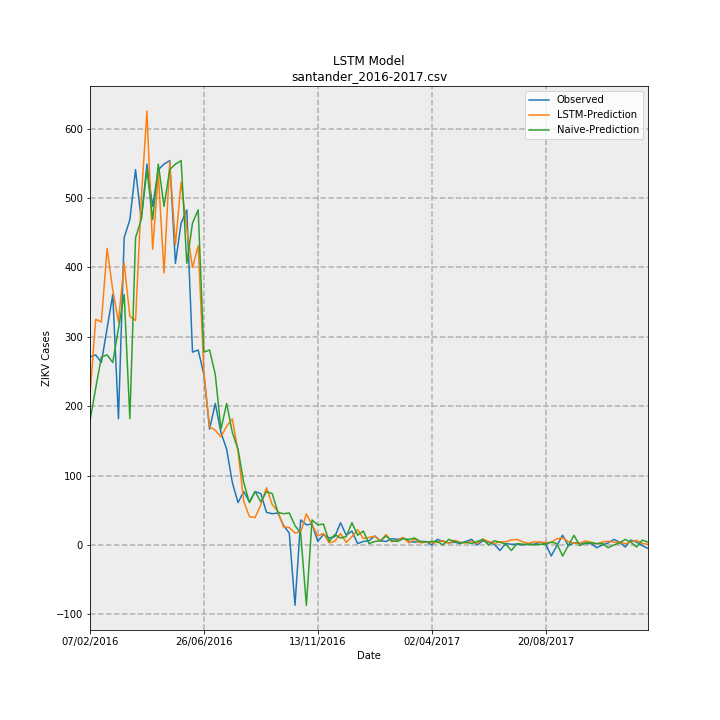 LSTM Model
santander_2016-2017.csv
Observed
LSTM-Prediction
Naive-Prediction
ZIKV Cases
600
500
400
300
200
100
0
−100
07/02/2016
26/06/2016
13/11/2016
02/04/2017
20/08/2017
Date